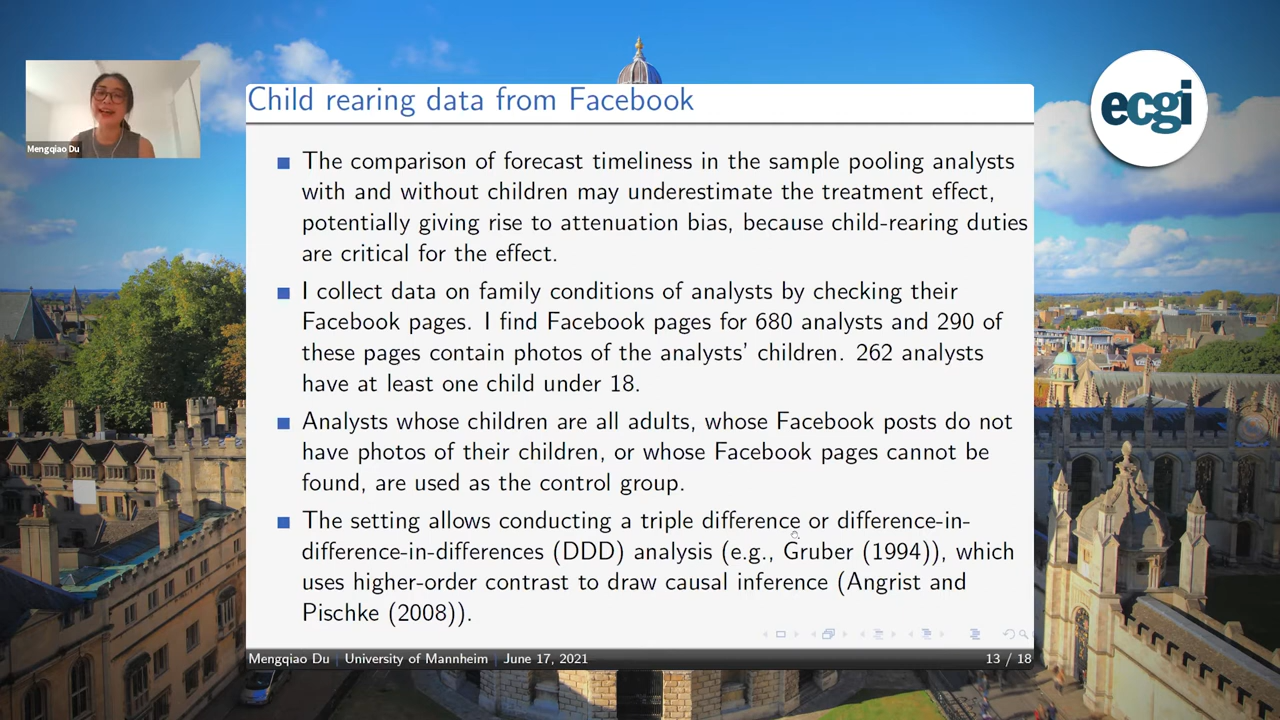 Child rearing data from Facebook
ecgi
Mengqiao Du
The comparison of forecast timeliness in the sample pooling analysts
with and without children may underestimate the treatment effect,
potentially giving rise to attenuation bias, because child-rearing duties
are critical for the effect.
I collect data on family conditions of analysts by checking their
Facebook pages. I find Facebook pages for 680 analysts and 290 of
these pages contain photos of the analysts' children. 262 analysts
have at least one child under 18.
Analysts whose children are all adults, whose Facebook posts do not
have photos of their children, or whose Facebook pages cannot be
found, are used as the control group.
The setting allows conducting a triple difference or difference-in-
difference-in-differences (DDD) analysis (e.g., Gruber (1994)), which
uses higher-order contrast to draw causal inference (Angrist and
Pischke (2008)).
Mengqiao Du | University of Mannheim | June 17, 2021 13 / 18